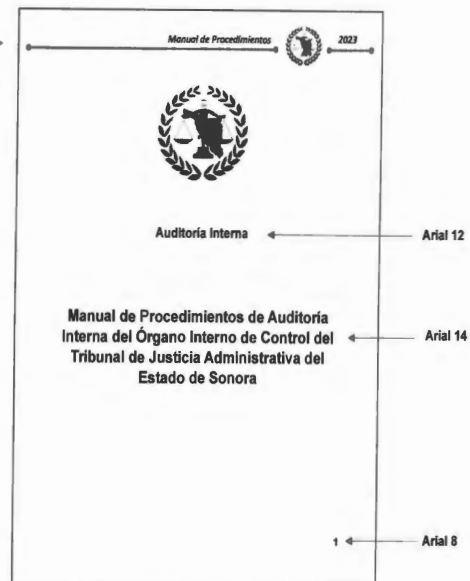 Manual de Procedimientos 2023
Auditoría Interna
Arial 12
Manual de Procedimientos de Auditoría
Interna del Órgano Interno de Control del
Tribunal de Justicia Administrativa del
Estado de Sonora
Arial 14
1
Arial 8